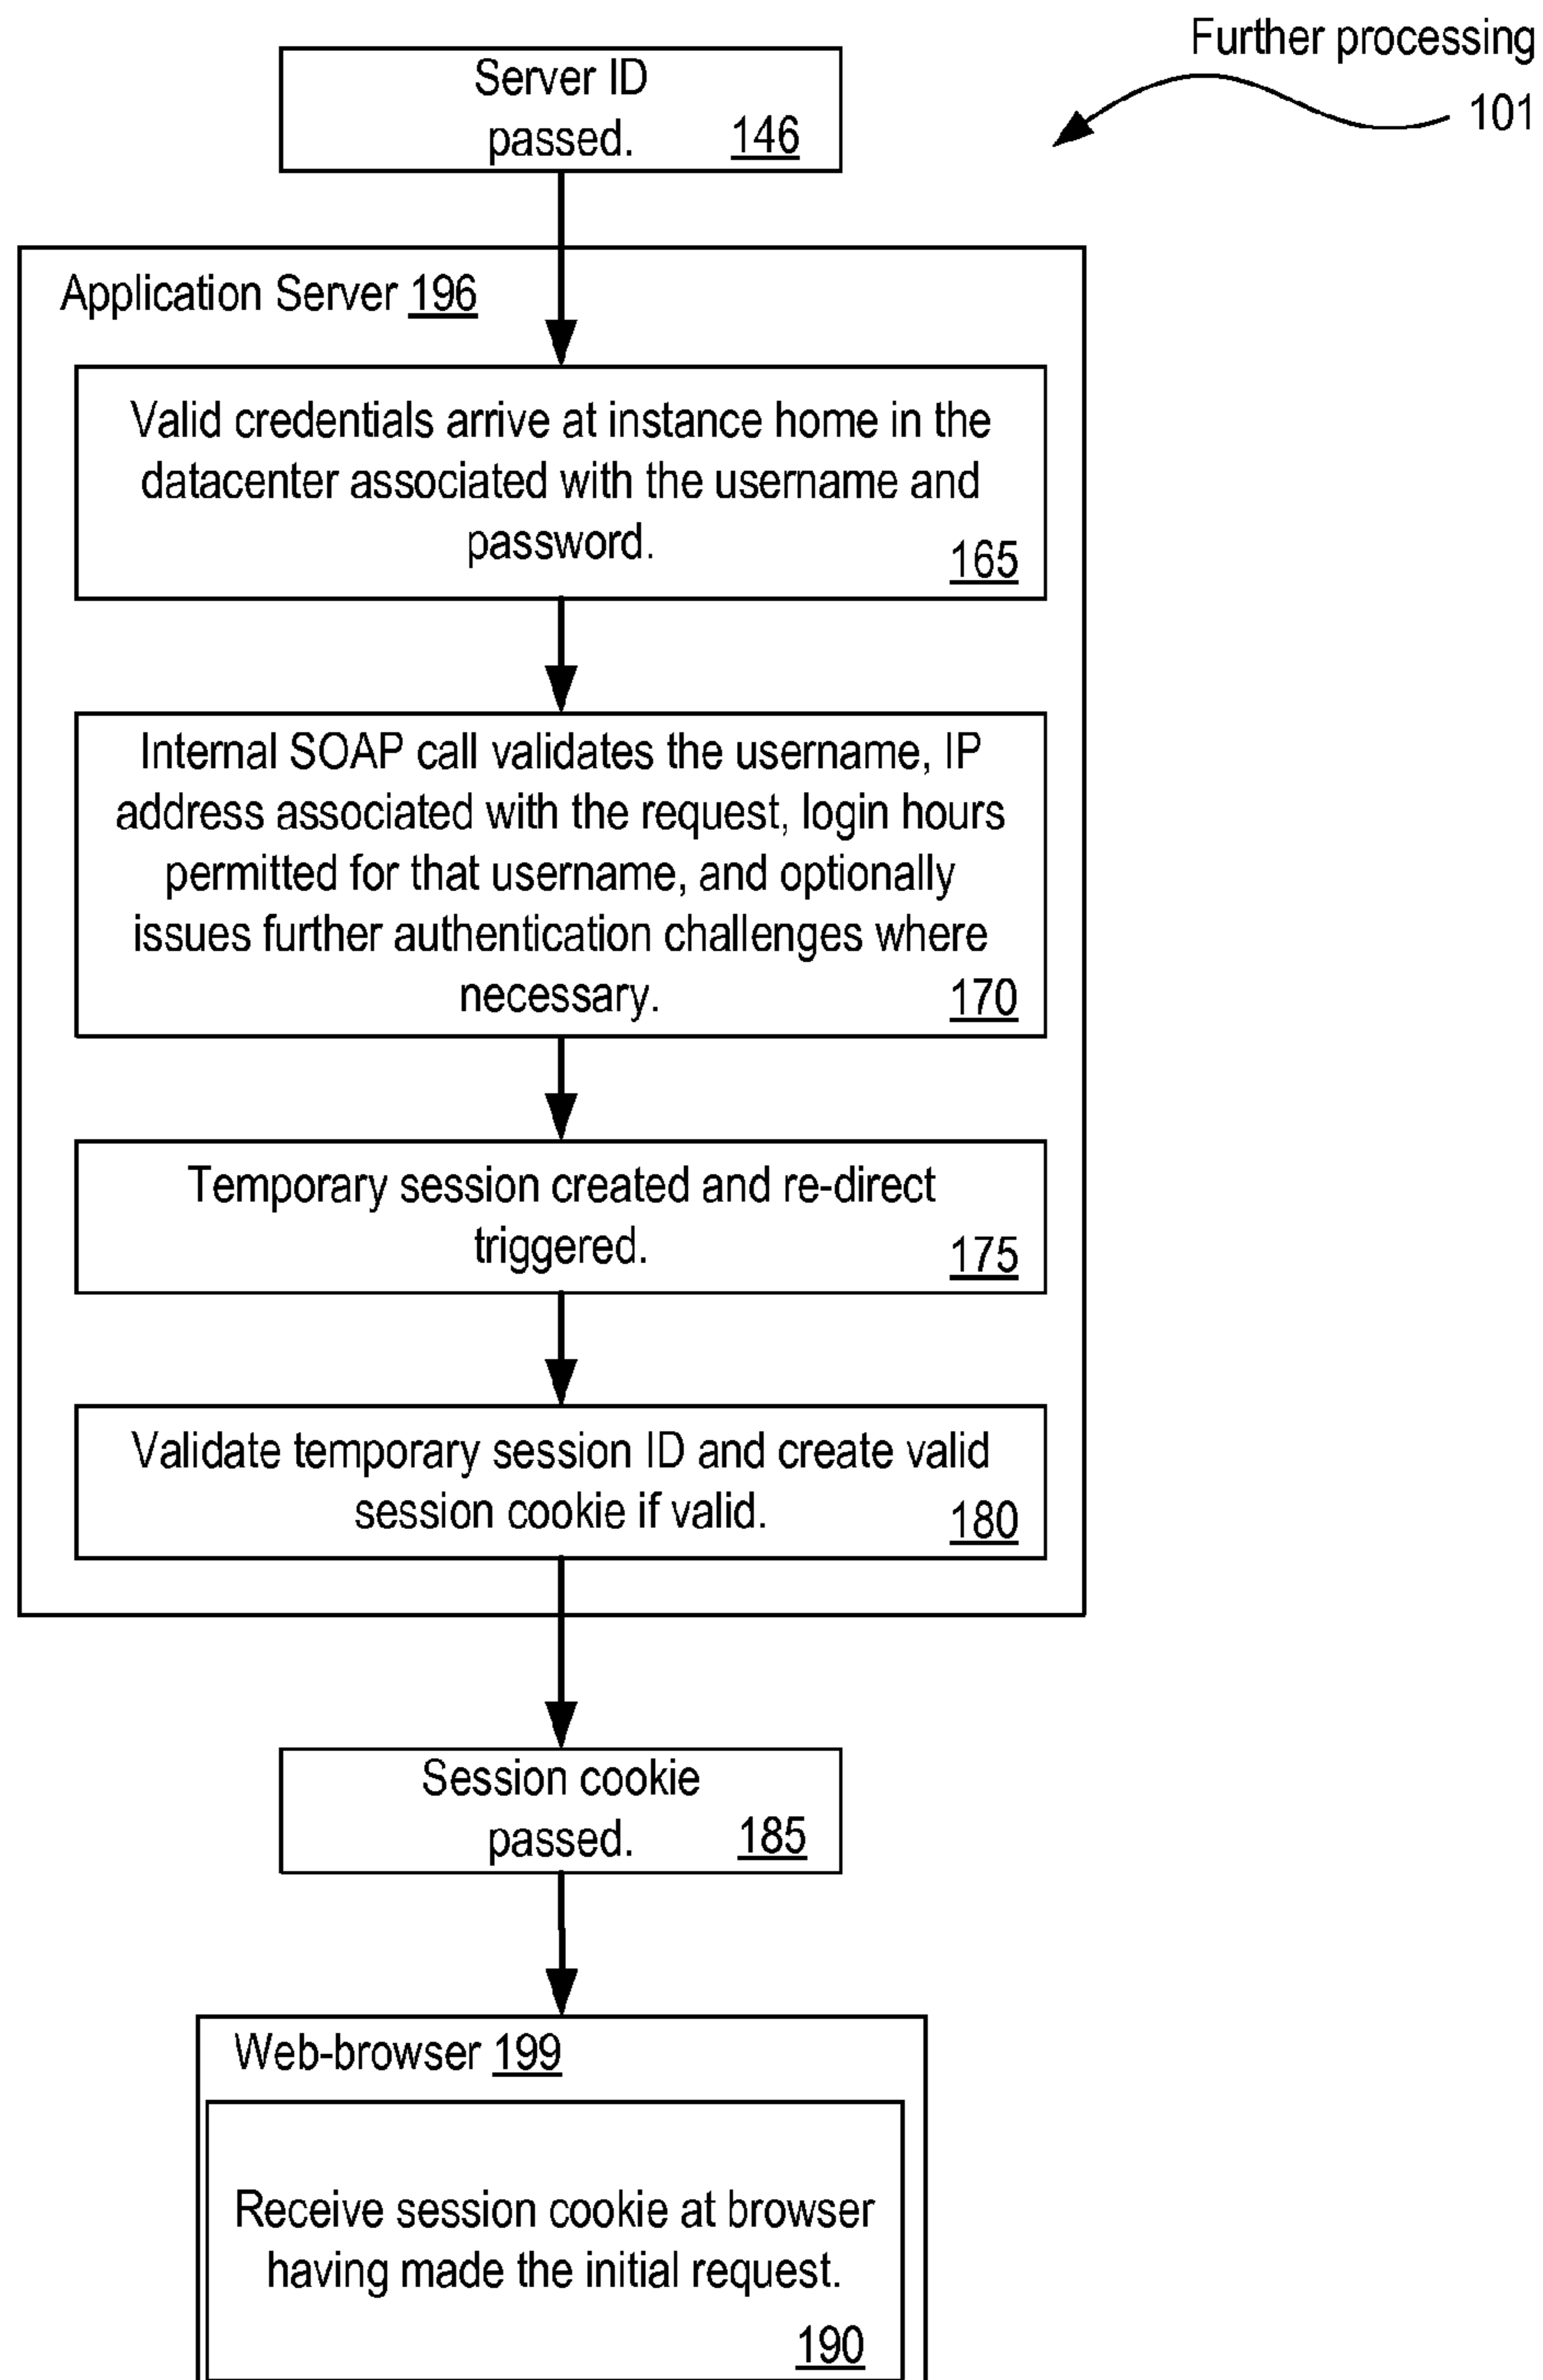 Further processing
101
Server ID
passed. 146
Application Server 196
Valid credentials arrive at instance home in the
datacenter associated with the username and
password. 165
Internal SOAP call validates the username, IP
address associated with the request, login hours
permitted for that username, and optionally
issues further authentication challenges where
necessary. 170
Temporary session created and re-direct
triggered. 175
Validate temporary session ID and create valid
session cookie if valid. 180
Session cookie
passed. 185
Web-browser 199
Receive session cookie at browser
having made the initial request.
190